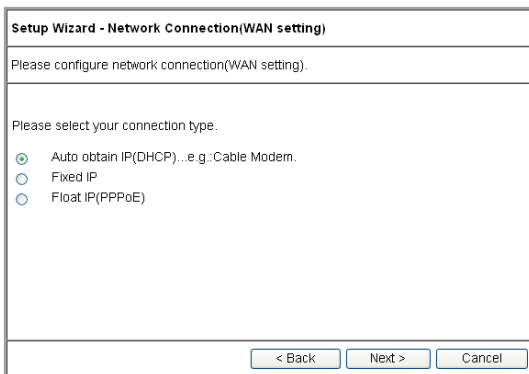 Setup Wizard - Network Connection(WAN setting)
Please configure network connection(WAN setting).
Please select your connection type.
Auto obtain IP(DHCP)...e.g.:Cable Modem.
Fixed IP
Float IP(PPPoE)
< Back Next > Cancel